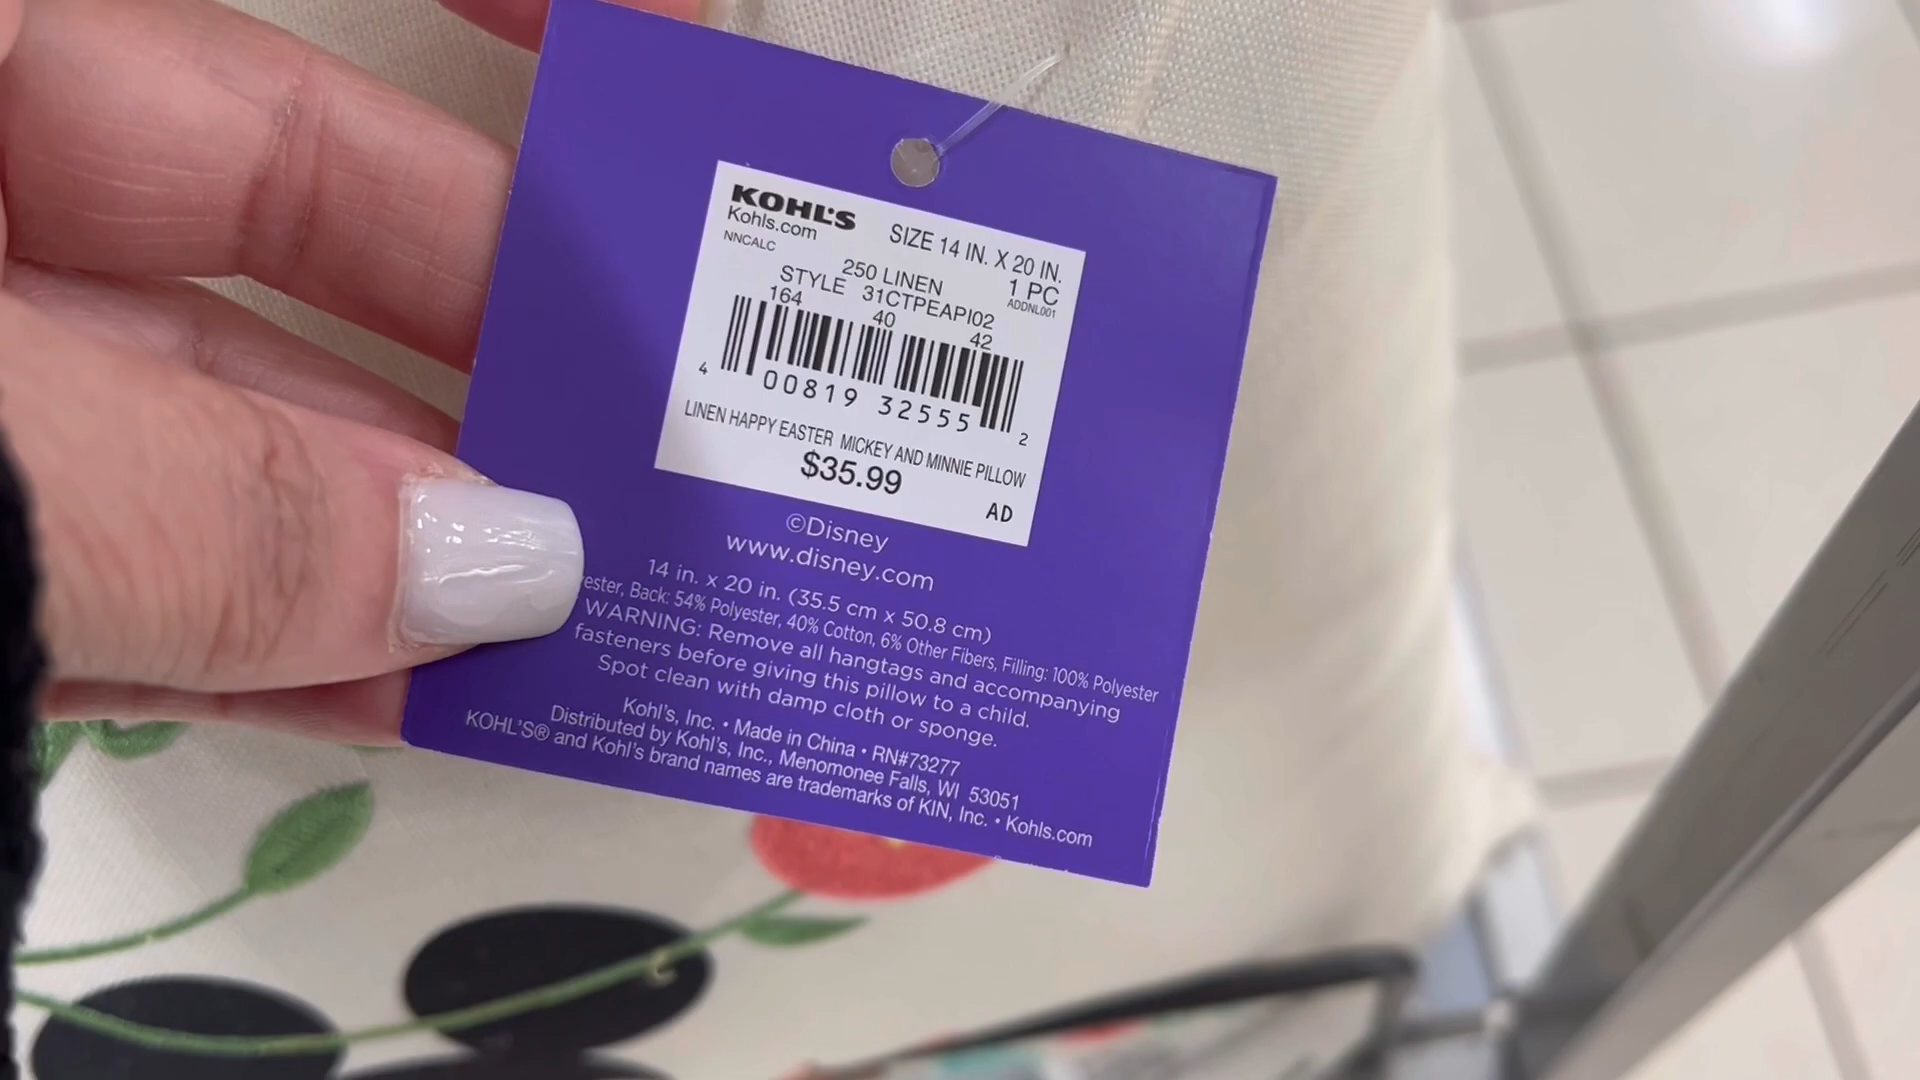 KOHL'S
Kohls.com
SIZE 14 IN. X 20 IN.
NNCALC
250 LINEN
1 PC
STYLE 31CTPEAPI02
ADDNL001
164
40
42
4 00819 32555 2
LINEN HAPPY EASTER MICKEY AND MINNIE PILLOW
$35.99
AD
©Disney
www.disney.com
14 in. x 20 in. (35.5 cm x 50.8 cm)
Back: 54% Polyester, 40% Cotton, 6% Other Fibers, Filling: 100% Polyester
WARNING: Remove all hangtags and accompanying
fasteners before giving this pillow to a child.
Spot clean with damp cloth or sponge.
Kohl's, Inc. • Made in China • RN#73277
Distributed by Kohl's, Inc., Menomonee Falls, WI 53051
KOHL'S® and Kohl's brand names are trademarks of KIN, Inc. • Kohls.com